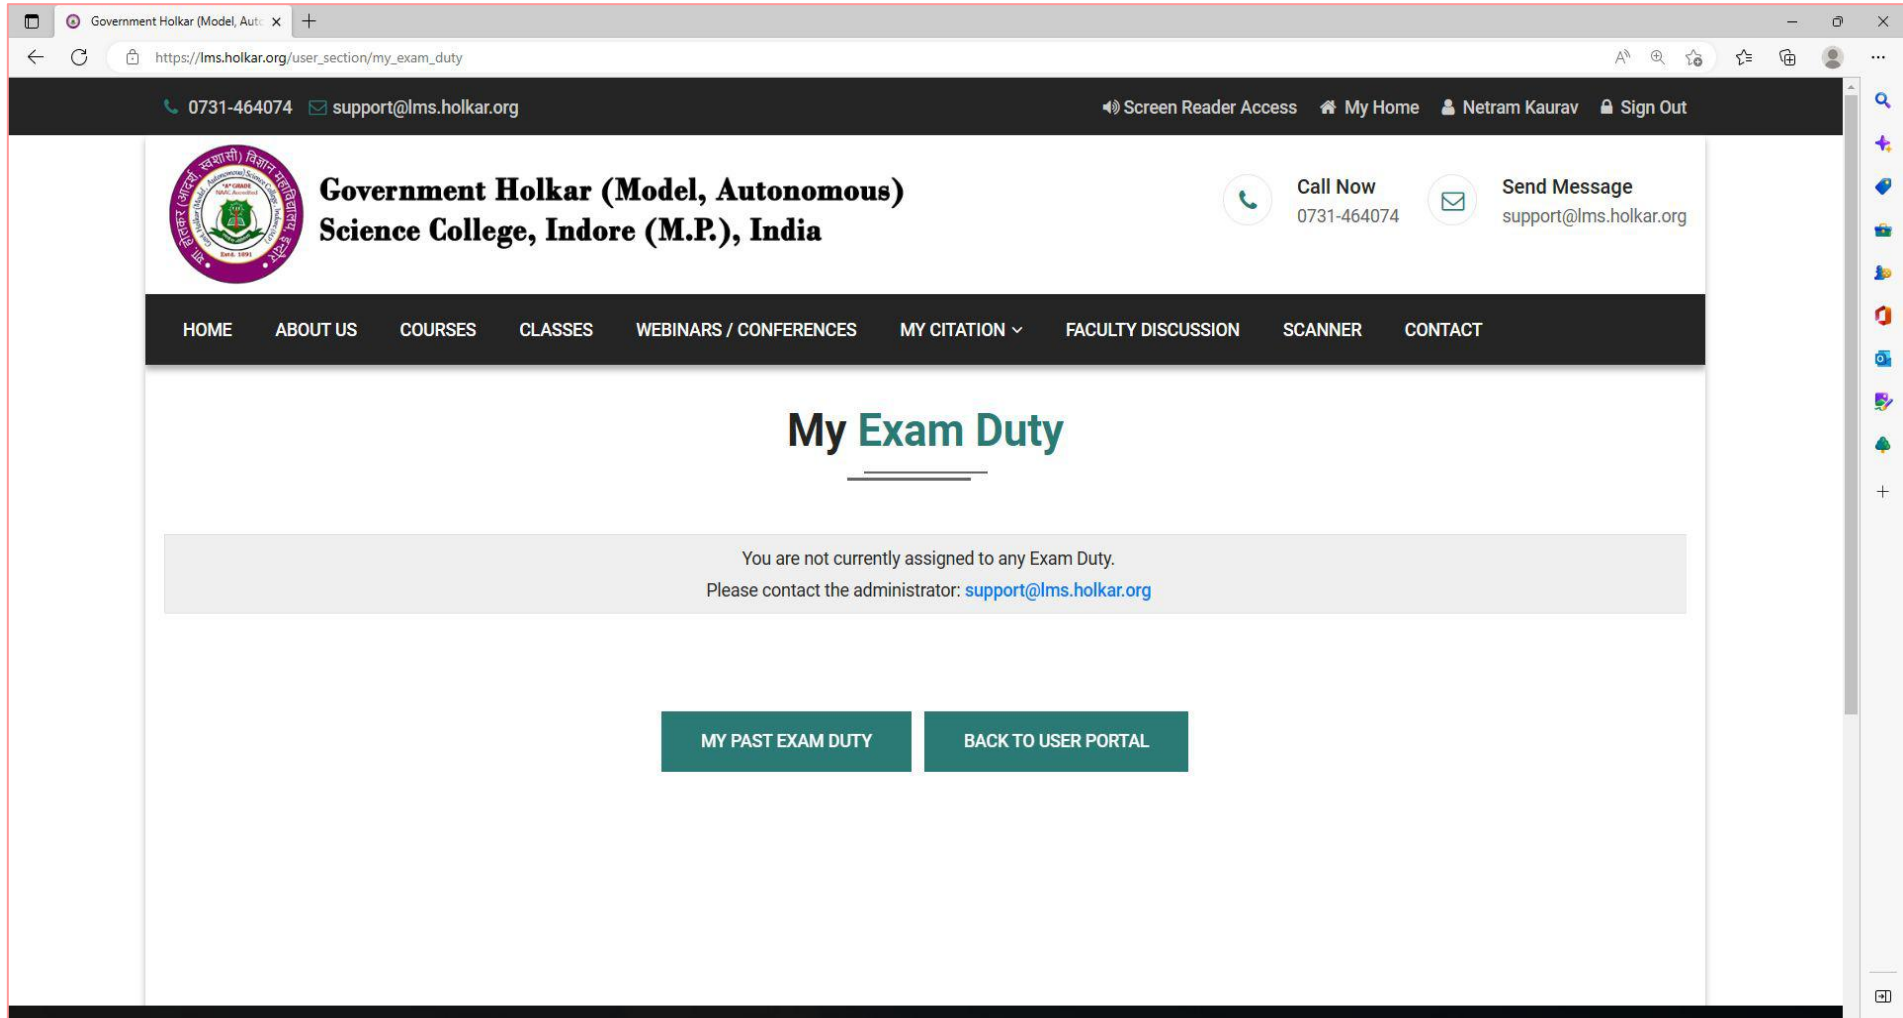 Government Holkar (Model, Auto
https://lms.holkar.org/user_section/my_exam_duty
0731-464074 support@lms.holkar.org Screen Reader Access My Home Netram Kaurav Sign Out
Government Holkar (Model, Autonomous)
Science College, Indore (M.P.), India
Call Now
0731-464074
Send Message
support@lms.holkar.org
HOME ABOUT US COURSES CLASSES WEBINARS / CONFERENCES MY CITATION FACULTY DISCUSSION SCANNER CONTACT
My Exam Duty
You are not currently assigned to any Exam Duty.
Please contact the administrator: support@lms.holkar.org
MY PAST EXAM DUTY BACK TO USER PORTAL